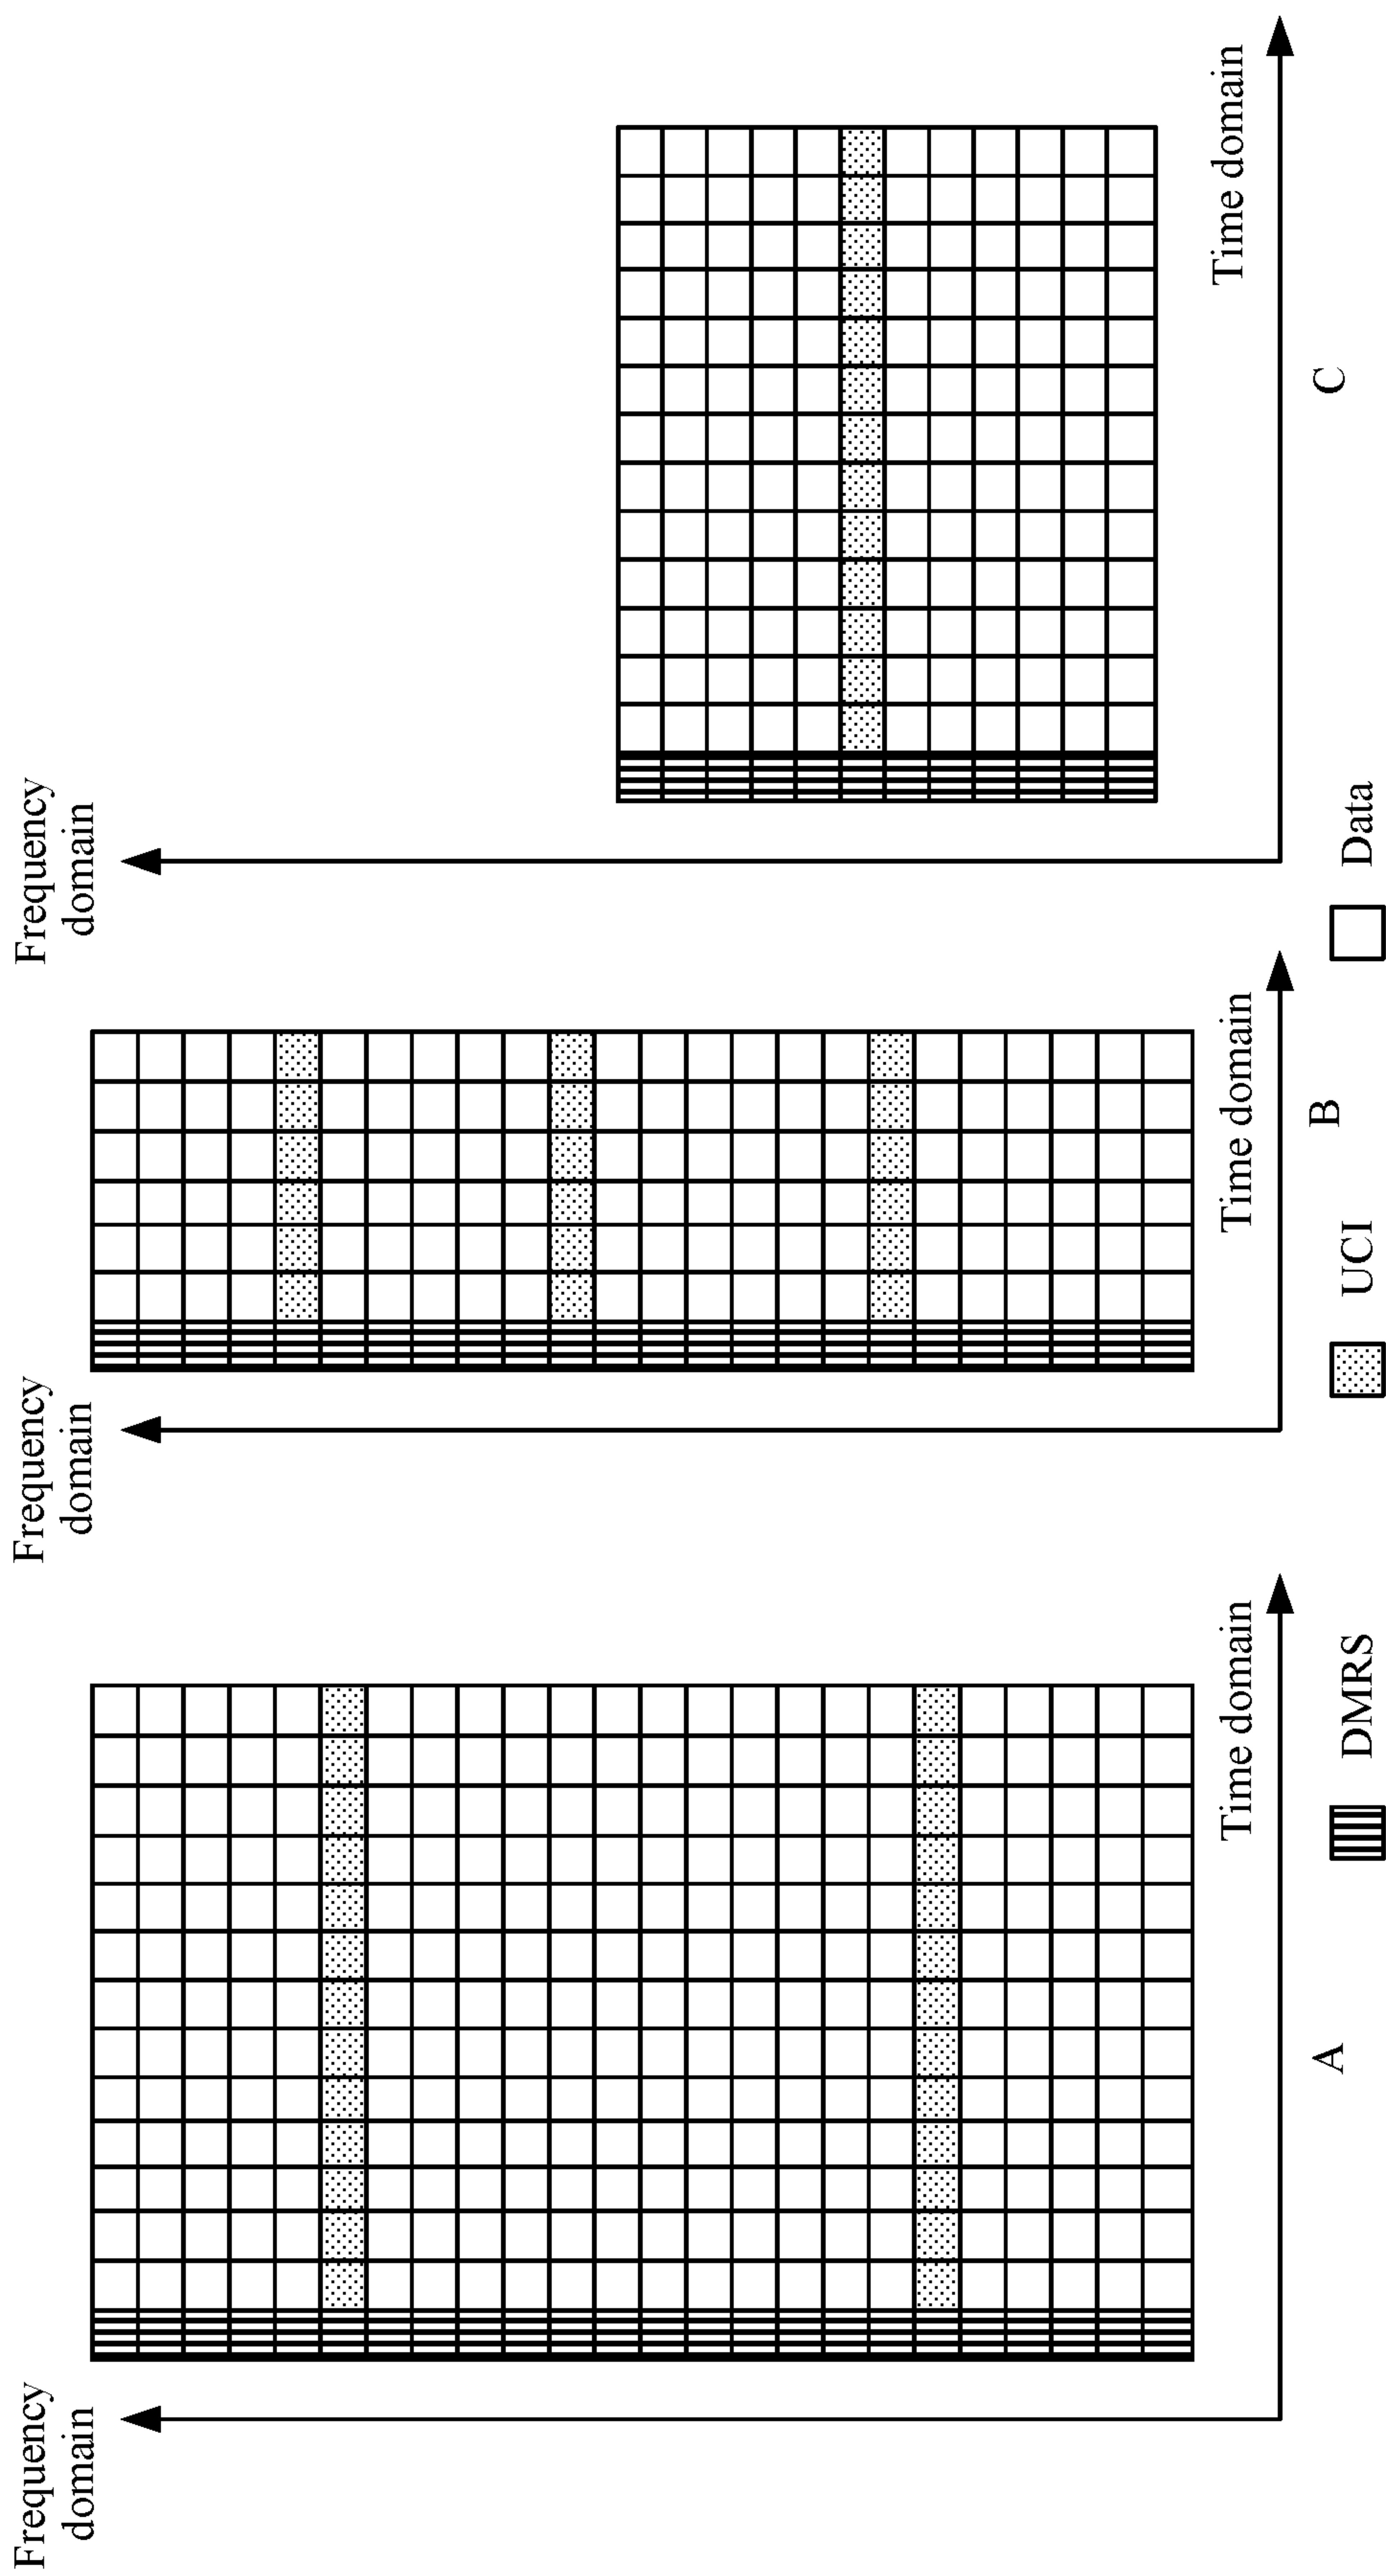 Frequency
domain
Time domain
A
Frequency
domain
Time domain
B
Frequency
domain
Time domain
C
DMRS
UCI
Data